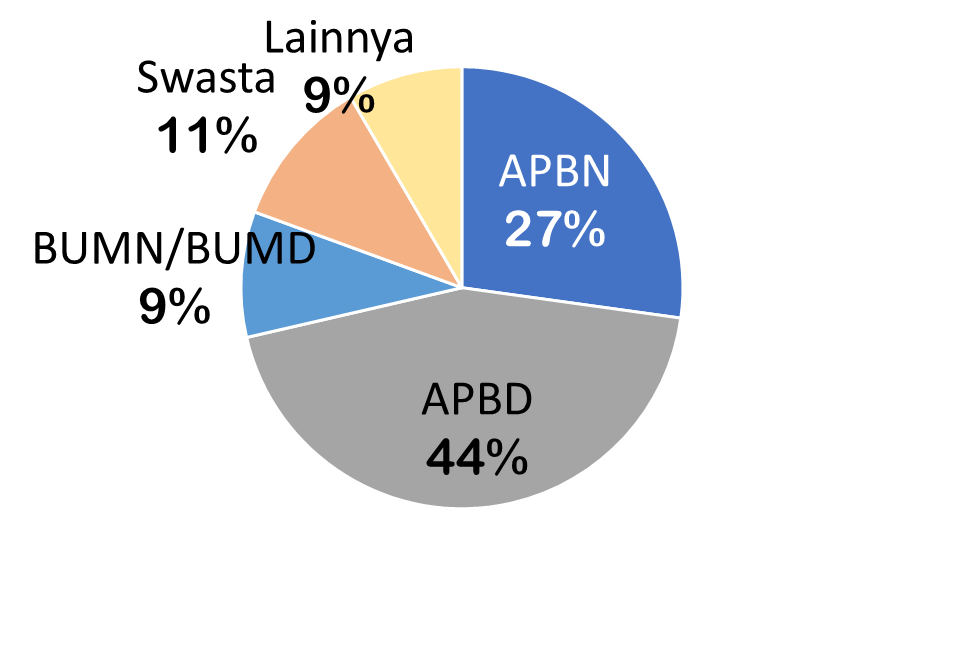 Lainnya
9%
Swasta
11%
APBN
27%
BUMN/BUMD
9%
APBD
44%